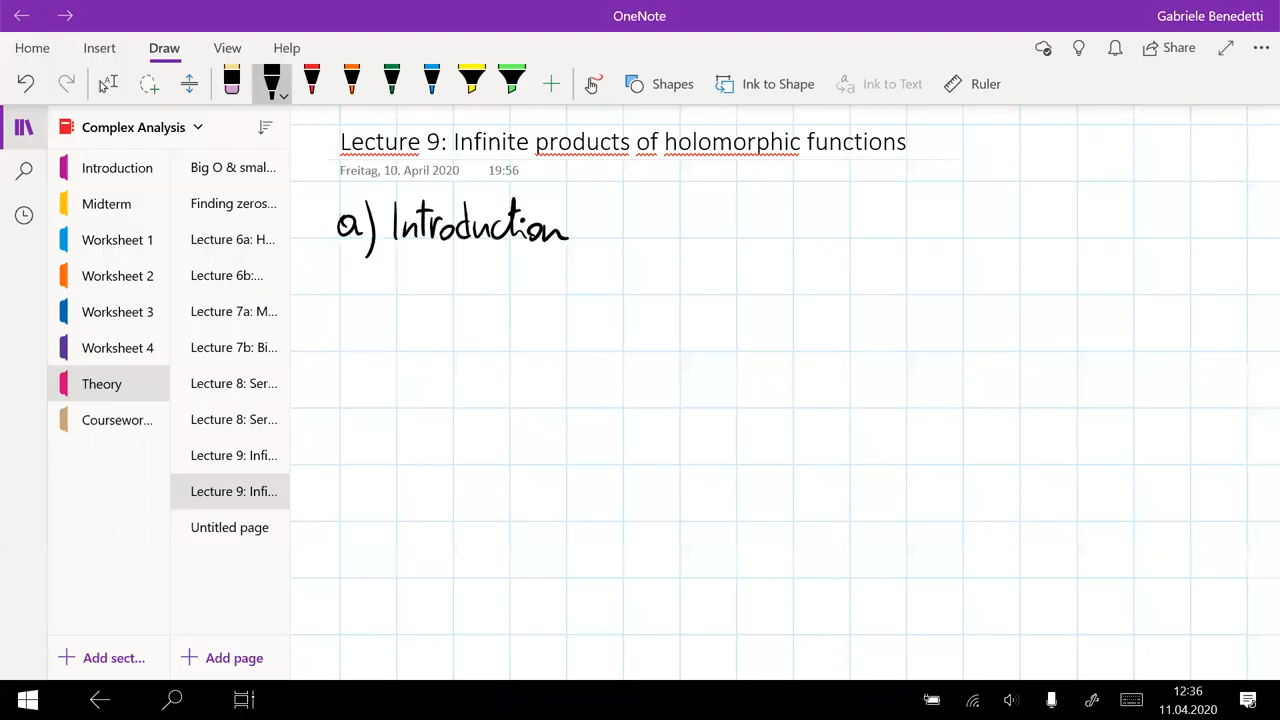 OneNote
Gabriele Benedetti
Home Insert Draw View Help
Share
Shapes Ink to Shape Ink to Text Ruler
Complex Analysis
Introduction
Midterm
Worksheet 1
Worksheet 2
Worksheet 3
Worksheet 4
Theory
Coursewor...
Add sect...
Big O & smal...
Finding zeros...
Lecture 6a: H...
Lecture 6b:...
Lecture 7a: M...
Lecture 7b: Bi...
Lecture 8: Ser...
Lecture 8: Ser...
Lecture 9: Infi...
Lecture 9: Infi...
Untitled page
Add page
Lecture 9: Infinite products of holomorphic functions
Freitag, 10. April 2020 19:56
a) Introduction
12:36
11.04.2020